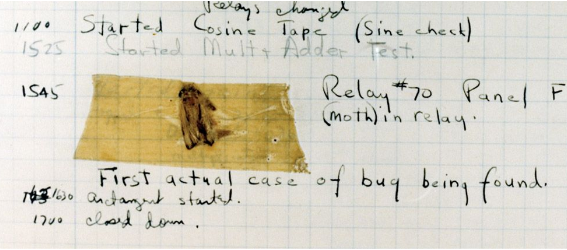 Relays changed
1100 Started Cosine Tape (Sine check)
1525 Started Mult+ Adder Test.
1545 Relay #70 Panel F
(moth) in relay.
First actual case of bug being found.
1630 arctangent started.
1700 closed down.